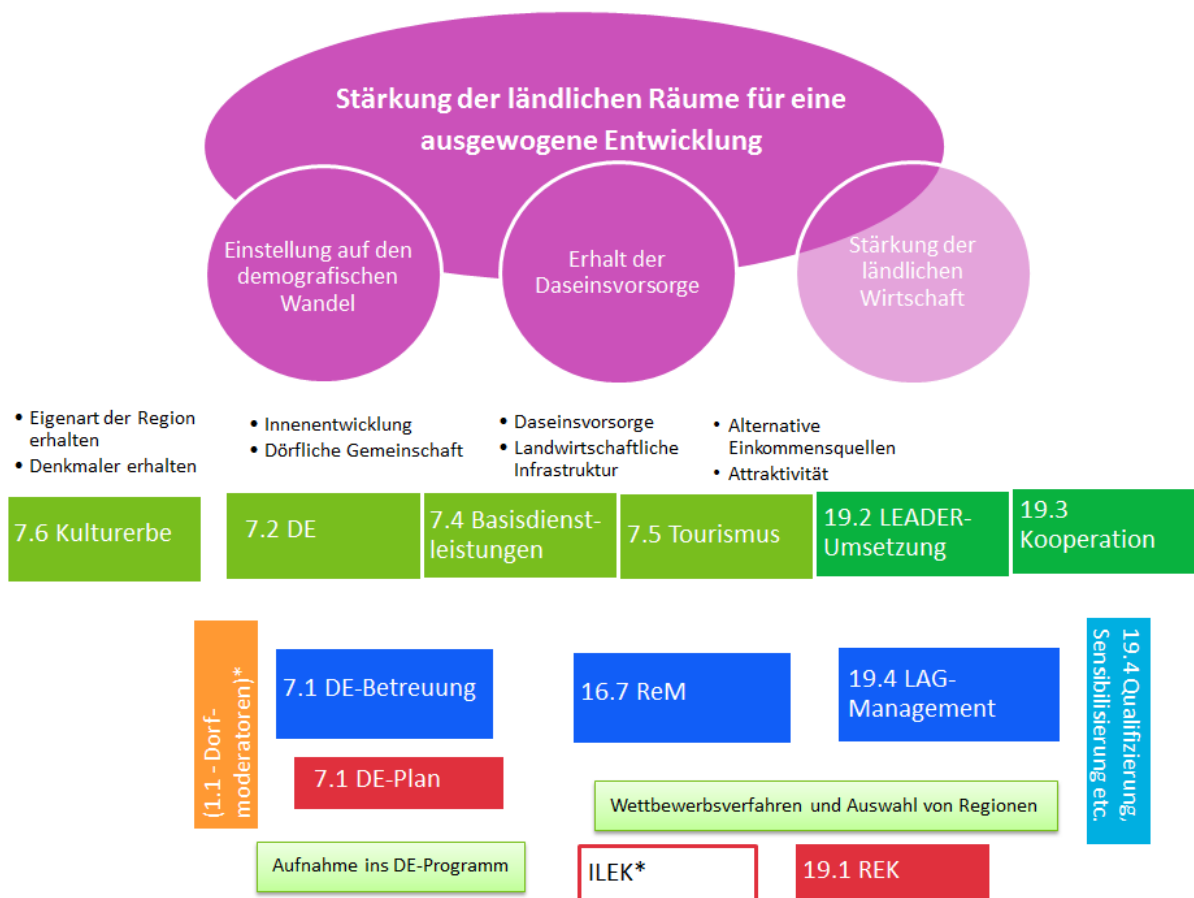 Stärkung der ländlichen Räume für eine
ausgewogene Entwicklung
Einstellung auf den
demografischen
Wandel
Erhalt der
Daseinsvorsorge
Stärkung der
ländlichen
Wirtschaft
• Eigenart der Region
erhalten
• Denkmaler erhalten
• Innenentwicklung
• Dörfliche Gemeinschaft
• Daseinsvorsorge
• Landwirtschaftliche
Infrastruktur
• Alternative
Einkommensquellen
• Attraktivität
7.6 Kulturerbe
7.2 DE
7.4 Basisdienst-
leistungen
7.5 Tourismus
19.2 LEADER-
Umsetzung
19.3
Kooperation
(1.1 - Dorf-
moderatoren)*
7.1 DE-Betreuung
16.7 ReM
19.4 LAG-
Management
19.4 Qualifizierung,
Sensibilisierung etc.
7.1 DE-Plan
Wettbewerbsverfahren und Auswahl von Regionen
Aufnahme ins DE-Programm
ILEK*
19.1 REK